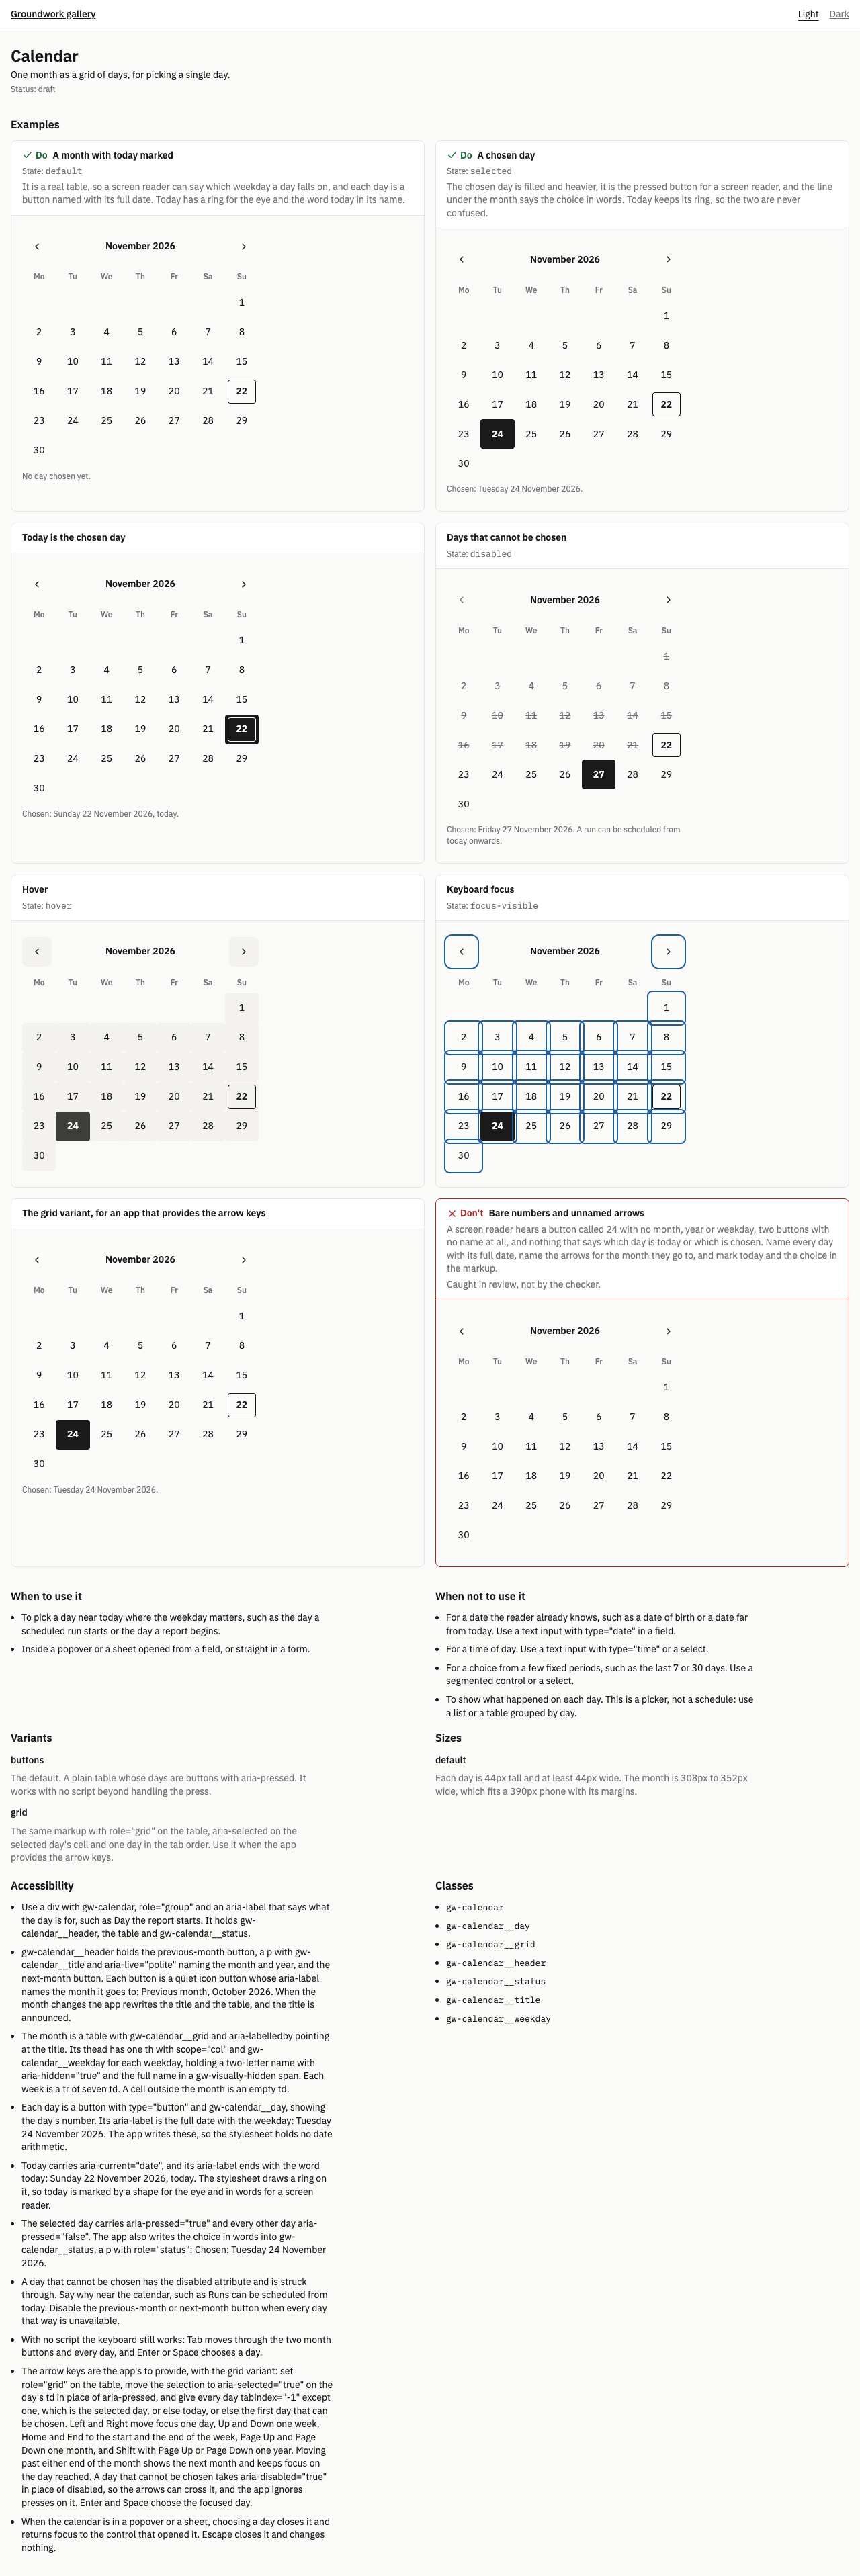 Groundwork gallery
Light Dark
Calendar
One month as a grid of days, for picking a single day.
Status: draft
Examples
Do A month with today marked
State: default
It is a real table, so a screen reader can say which weekday a day falls on, and each day is a
button named with its full date. Today has a ring for the eye and the word today in its name.
November 2026
Mo Tu We Th Fr Sa Su
1
2 3 4 5 6 7 8
9 10 11 12 13 14 15
16 17 18 19 20 21 22
23 24 25 26 27 28 29
30
No day chosen yet.
Do A chosen day
State: selected
The chosen day is filled and heavier, it is the pressed button for a screen reader, and the line
under the month says the choice in words. Today keeps its ring, so the two are never
confused.
November 2026
Mo Tu We Th Fr Sa Su
1
2 3 4 5 6 7 8
9 10 11 12 13 14 15
16 17 18 19 20 21 22
23 24 25 26 27 28 29
30
Chosen: Tuesday 24 November 2026.
Today is the chosen day
November 2026
Mo Tu We Th Fr Sa Su
1
2 3 4 5 6 7 8
9 10 11 12 13 14 15
16 17 18 19 20 21 22
23 24 25 26 27 28 29
30
Chosen: Sunday 22 November 2026, today.
Days that cannot be chosen
State: disabled
November 2026
Mo Tu We Th Fr Sa Su
1
2 3 4 5 6 7 8
9 10 11 12 13 14 15
16 17 18 19 20 21 22
23 24 25 26 27 28 29
30
Chosen: Friday 27 November 2026. A run can be scheduled from
today onwards.
Hover
State: hover
November 2026
Mo Tu We Th Fr Sa Su
1
2 3 4 5 6 7 8
9 10 11 12 13 14 15
16 17 18 19 20 21 22
23 24 25 26 27 28 29
30
Keyboard focus
State: focus-visible
November 2026
Mo Tu We Th Fr Sa Su
1
2 3 4 5 6 7 8
9 10 11 12 13 14 15
16 17 18 19 20 21 22
23 24 25 26 27 28 29
30
The grid variant, for an app that provides the arrow keys
November 2026
Mo Tu We Th Fr Sa Su
1
2 3 4 5 6 7 8
9 10 11 12 13 14 15
16 17 18 19 20 21 22
23 24 25 26 27 28 29
30
Chosen: Tuesday 24 November 2026.
Don't Bare numbers and unnamed arrows
A screen reader hears a button called 24 with no month, year or weekday, two buttons with
no name at all, and nothing that says which day is today or which is chosen. Name every day
with its full date, name the arrows for the month they go to, and mark today and the choice in
the markup.
Caught in review, not by the checker.
November 2026
Mo Tu We Th Fr Sa Su
1
2 3 4 5 6 7 8
9 10 11 12 13 14 15
16 17 18 19 20 21 22
23 24 25 26 27 28 29
30
When to use it
To pick a day near today where the weekday matters, such as the day a
scheduled run starts or the day a report begins.
Inside a popover or a sheet opened from a field, or straight in a form.
When not to use it
For a date the reader already knows, such as a date of birth or a date far
from today. Use a text input with type="date" in a field.
For a time of day. Use a text input with type="time" or a select.
For a choice from a few fixed periods, such as the last 7 or 30 days. Use a
segmented control or a select.
To show what happened on each day. This is a picker, not a schedule: use
a list or a table grouped by day.
Variants
buttons
The default. A plain table whose days are buttons with aria-pressed. It
works with no script beyond handling the press.
grid
The same markup with role="grid" on the table, aria-selected on the
selected day's cell and one day in the tab order. Use it when the app
provides the arrow keys.
Sizes
default
Each day is 44px tall and at least 44px wide. The month is 308px to 352px
wide, which fits a 390px phone with its margins.
Accessibility
Use a div with gw-calendar, role="group" and an aria-label that says what
the day is for, such as Day the report starts. It holds gw-
calendar__header, the table and gw-calendar__status.
gw-calendar__header holds the previous-month button, a p with gw-
calendar__title and aria-live="polite" naming the month and year, and the
next-month button. Each button is a quiet icon button whose aria-label
names the month it goes to: Previous month, October 2026. When the
month changes the app rewrites the title and the table, and the title is
announced.
The month is a table with gw-calendar__grid and aria-labelledby pointing
at the title. Its thead has one th with scope="col" and gw-
calendar__weekday for each weekday, holding a two-letter name with
aria-hidden="true" and the full name in a gw-visually-hidden span. Each
week is a tr of seven td. A cell outside the month is an empty td.
Each day is a button with type="button" and gw-calendar__day, showing
the day's number. Its aria-label is the full date with the weekday: Tuesday
24 November 2026. The app writes these, so the stylesheet holds no date
arithmetic.
Today carries aria-current="date", and its aria-label ends with the word
today: Sunday 22 November 2026, today. The stylesheet draws a ring on
it, so today is marked by a shape for the eye and in words for a screen
reader.
The selected day carries aria-pressed="true" and every other day aria-
pressed="false". The app also writes the choice in words into gw-
calendar__status, a p with role="status": Chosen: Tuesday 24 November
2026.
A day that cannot be chosen has the disabled attribute and is struck
through. Say why near the calendar, such as Runs can be scheduled from
today. Disable the previous-month or next-month button when every day
that way is unavailable.
With no script the keyboard still works: Tab moves through the two month
buttons and every day, and Enter or Space chooses a day.
The arrow keys are the app's to provide, with the grid variant: set
role="grid" on the table, move the selection to aria-selected="true" on the
day's td in place of aria-pressed, and give every day tabindex="-1" except
one, which is the selected day, or else today, or else the first day that can
be chosen. Left and Right move focus one day, Up and Down one week,
Home and End to the start and the end of the week, Page Up and Page
Down one month, and Shift with Page Up or Page Down one year. Moving
past either end of the month shows the next month and keeps focus on
the day reached. A day that cannot be chosen takes aria-disabled="true"
in place of disabled, so the arrows can cross it, and the app ignores
presses on it. Enter and Space choose the focused day.
When the calendar is in a popover or a sheet, choosing a day closes it and
returns focus to the control that opened it. Escape closes it and changes
nothing.
Classes
gw-calendar
gw-calendar__day
gw-calendar__grid
gw-calendar__header
gw-calendar__status
gw-calendar__title
gw-calendar__weekday